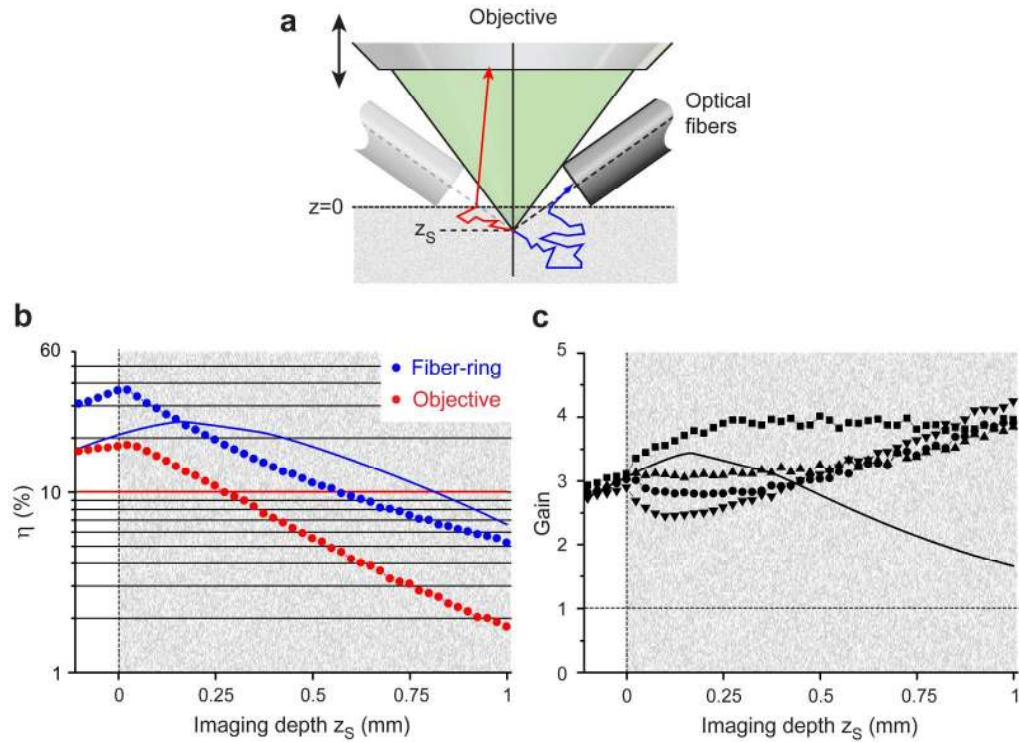 a
Objective
Optical
fibers
z=0
zS
b
60
10
1
η (%)
Fiber-ring
Objective
0
0.25
0.5
0.75
1
Imaging depth zS (mm)
c
5
4
3
2
1
0
Gain
0
0.25
0.5
0.75
1
Imaging depth zS (mm)